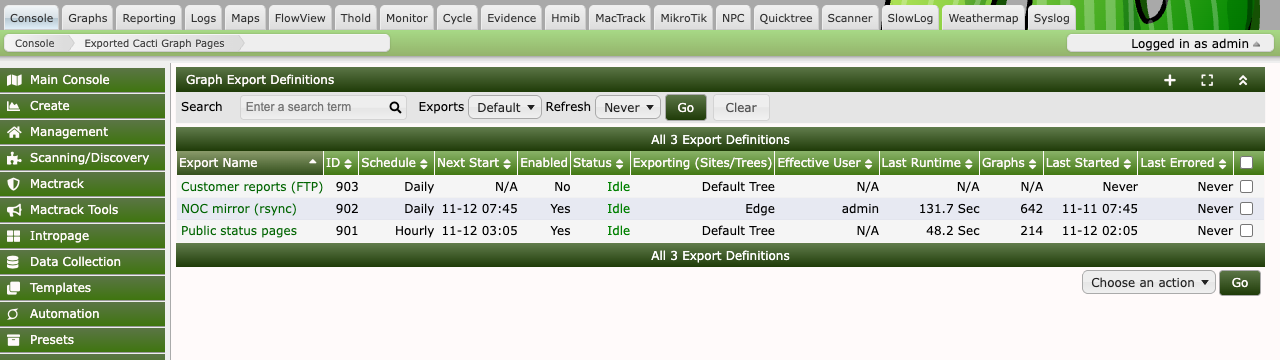 Console Graphs Reporting Logs Maps FlowView Thold Monitor Cycle Evidence Hmib MacTrack MikroTik NPC Quicktree Scanner SlowLog Weathermap Syslog
Console Exported Cacti Graph Pages Logged in as admin
Main Console
Create
Management
Scanning/Discovery
Mactrack
Mactrack Tools
Intropage
Data Collection
Templates
Automation
Presets
Graph Export Definitions
Search Enter a search term Exports Default Refresh Never Go Clear
All 3 Export Definitions
Export Name ID Schedule Next Start Enabled Status Exporting (Sites/Trees) Effective User Last Runtime Graphs Last Started Last Errored
Customer reports (FTP) 903 Daily N/A No Idle Default Tree N/A N/A N/A Never Never
NOC mirror (rsync) 902 Daily 11-12 07:45 Yes Idle Edge admin 131.7 Sec 642 11-11 07:45 Never
Public status pages 901 Hourly 11-12 03:05 Yes Idle Default Tree N/A 48.2 Sec 214 11-12 02:05 Never
All 3 Export Definitions
Choose an action Go